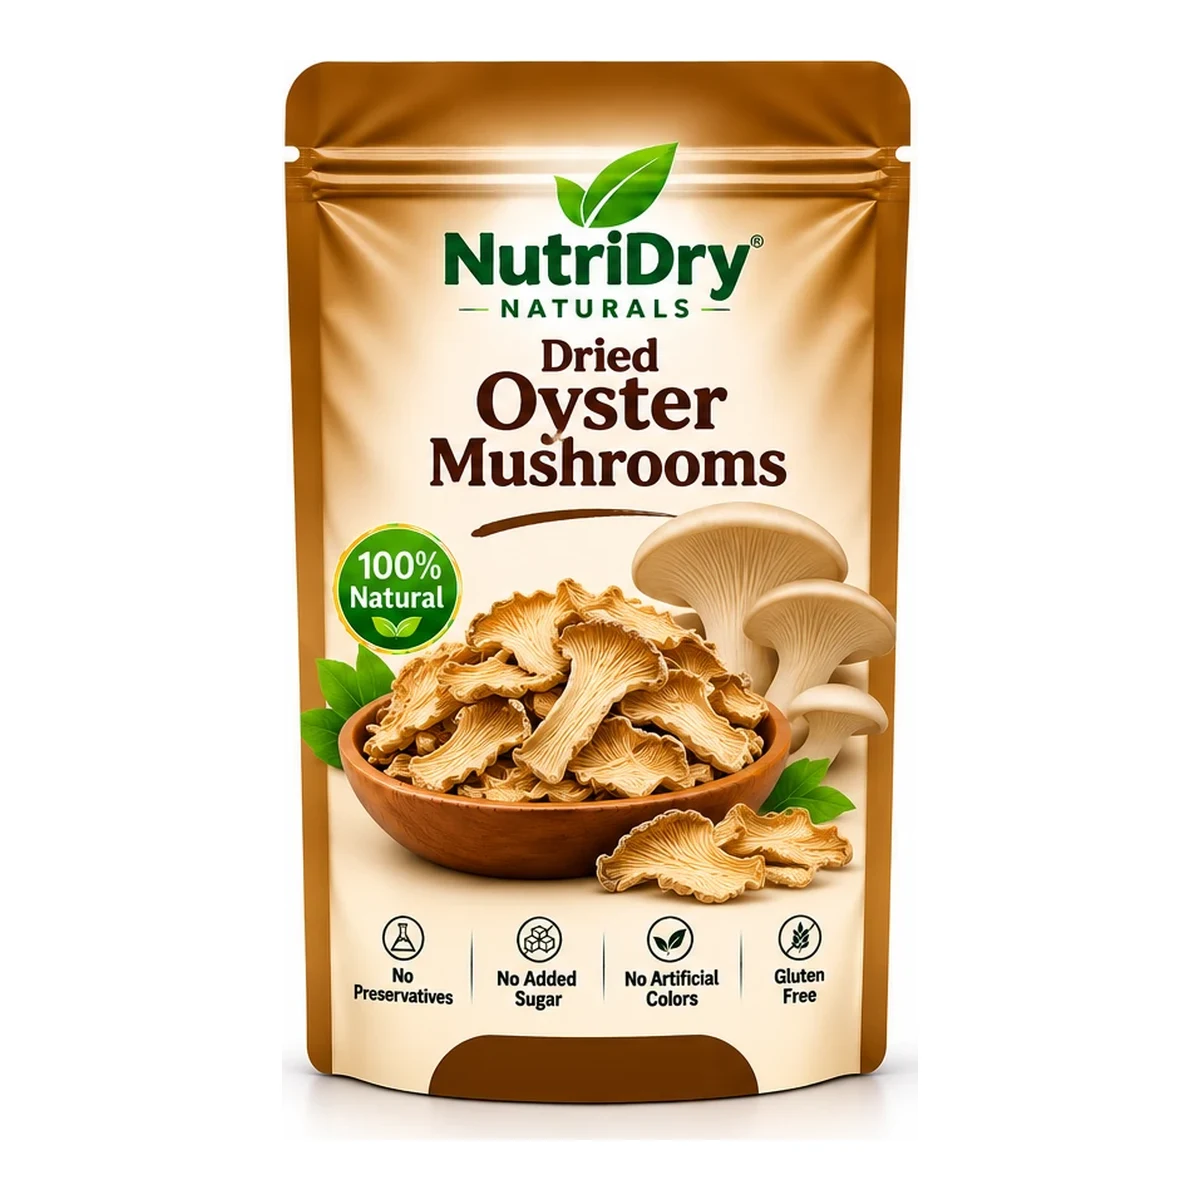 NutriDry®
NATURALS
Dried
Oyster
Mushrooms
100%
Natural
No
Preservatives
No Added
Sugar
No Artificial
Colors
Gluten
Free